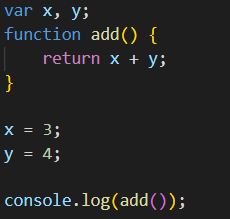 var x, y;
function add() {
    return x + y;
}
x = 3;
y = 4;
console.log(add());